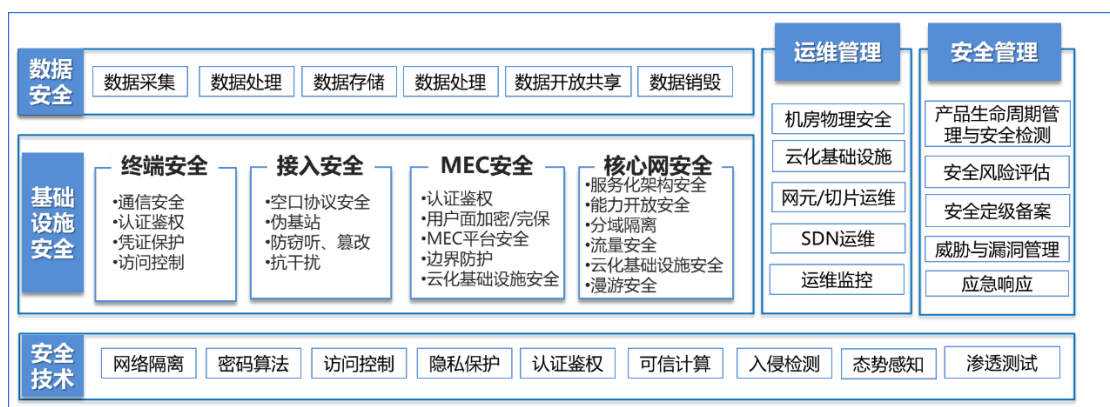 数据
安全
数据采集
数据处理
数据存储
数据处理
数据开放共享
数据销毁
基础
设施
安全
终端安全
•通信安全
•认证鉴权
•凭证保护
•访问控制
接入安全
•空口协议安全
•伪基站
•防窃听、篡改
•抗干扰
MEC安全
•认证鉴权
•用户面加密/完保
•MEC平台安全
•边界防护
•云化基础设施安全
核心网安全
•服务化架构安全
•能力开放安全
•分域隔离
•流量安全
•云化基础设施安全
•漫游安全
运维管理
机房物理安全
云化基础设施
网元/切片运维
SDN运维
运维监控
安全管理
产品生命周期管
理与安全检测
安全风险评估
安全定级备案
威胁与漏洞管理
应急响应
安全
技术
网络隔离
密码算法
访问控制
隐私保护
认证鉴权
可信计算
入侵检测
态势感知
渗透测试